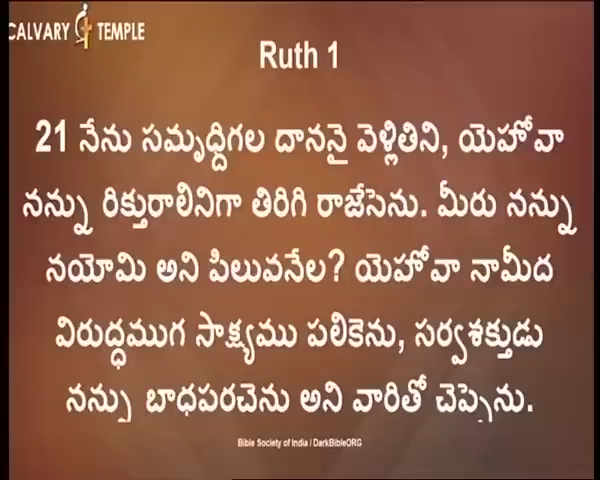 CALVARY TEMPLE
Ruth 1
21 నేను సమృద్దిగల దాననై వెళ్లితిని, యెహోవా
నన్ను రిక్తురాలినిగా తిరిగి రాజేసెను. మీరు నన్ను
నయోమి అని పిలువనేల? యెహోవా నామీద
విరుద్ధముగ సాక్ష్యము పలికెను, సర్వశక్తుడు
నన్ను బాధపరచెను అని వారితో చెప్పెను.
Bible Society of India / DarkBibleORG